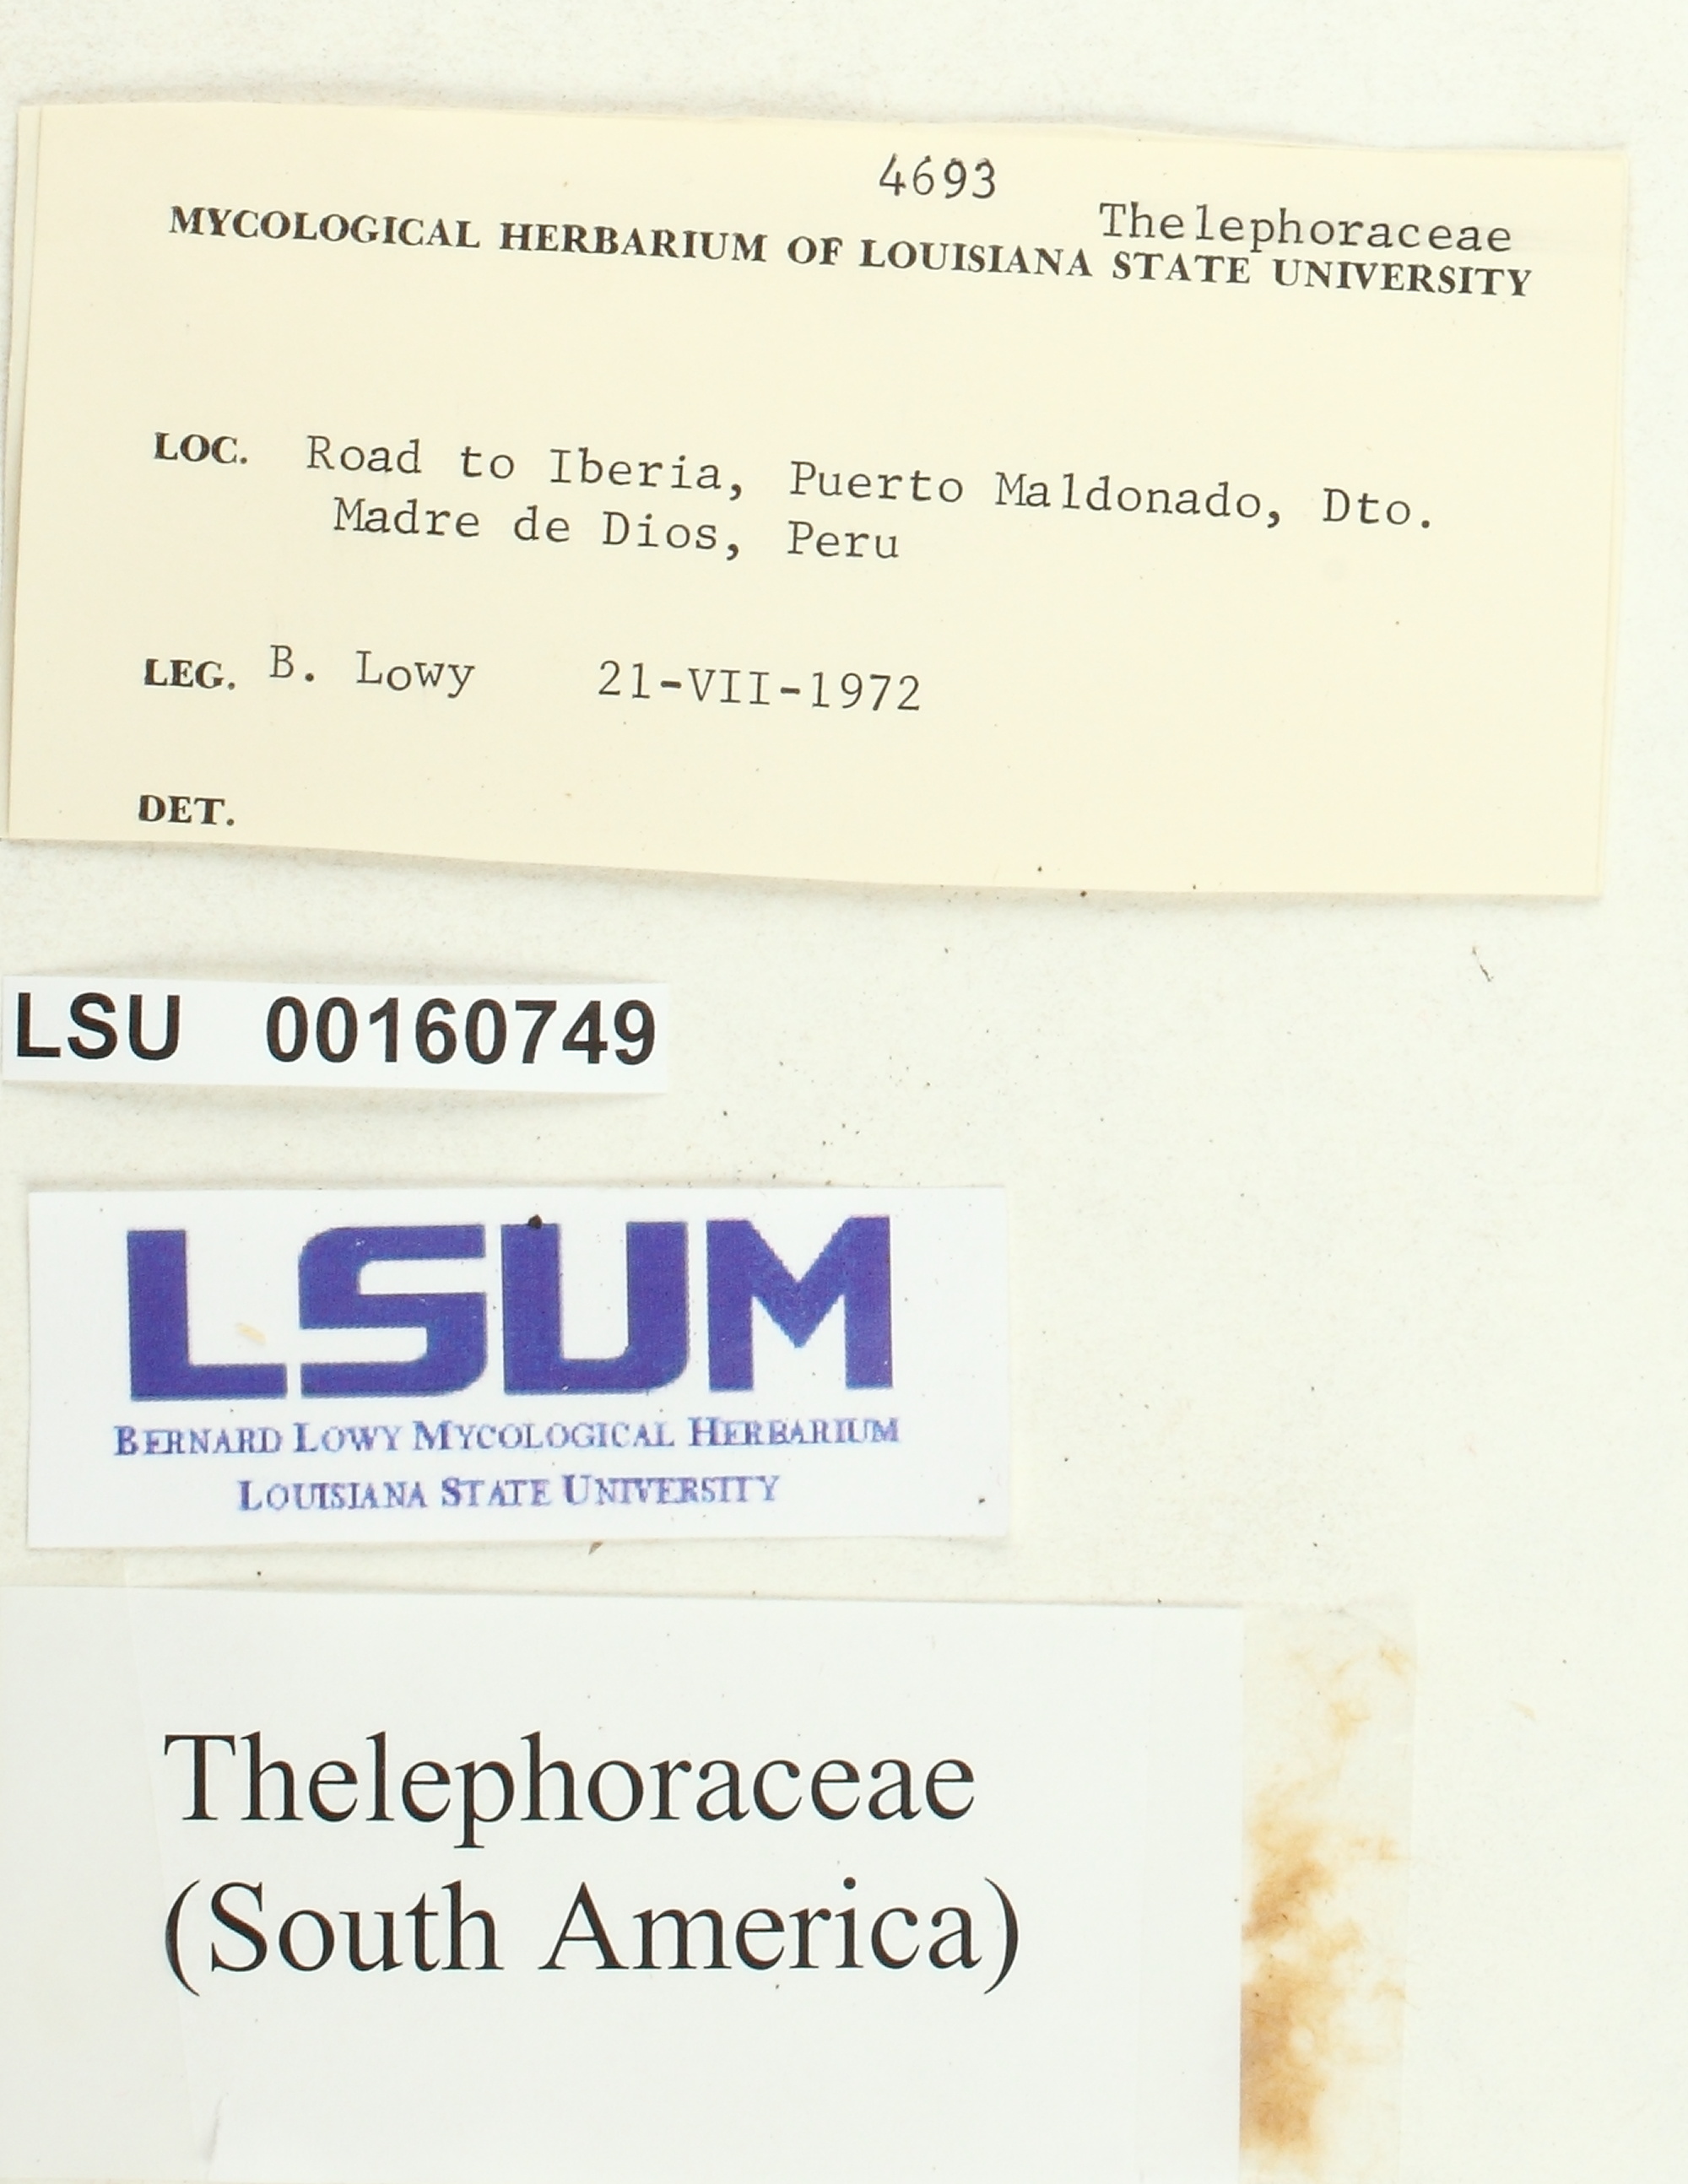 4693
Thelephoraceae
MYCOLOGICAL HERBARIUM OF LOUISIANA STATE UNIVERSITY
LOC. Road to Iberia, Puerto Maldonado, Dto.
Madre de Dios, Peru
LEG. B. Lowy 21-VII-1972
DET.
LSU 00160749
LSUM
BERNARD LOWY MYCOLOGICAL HERBARIUM
LOUISIANA STATE UNIVERSITY
Thelephoraceae
(South America)